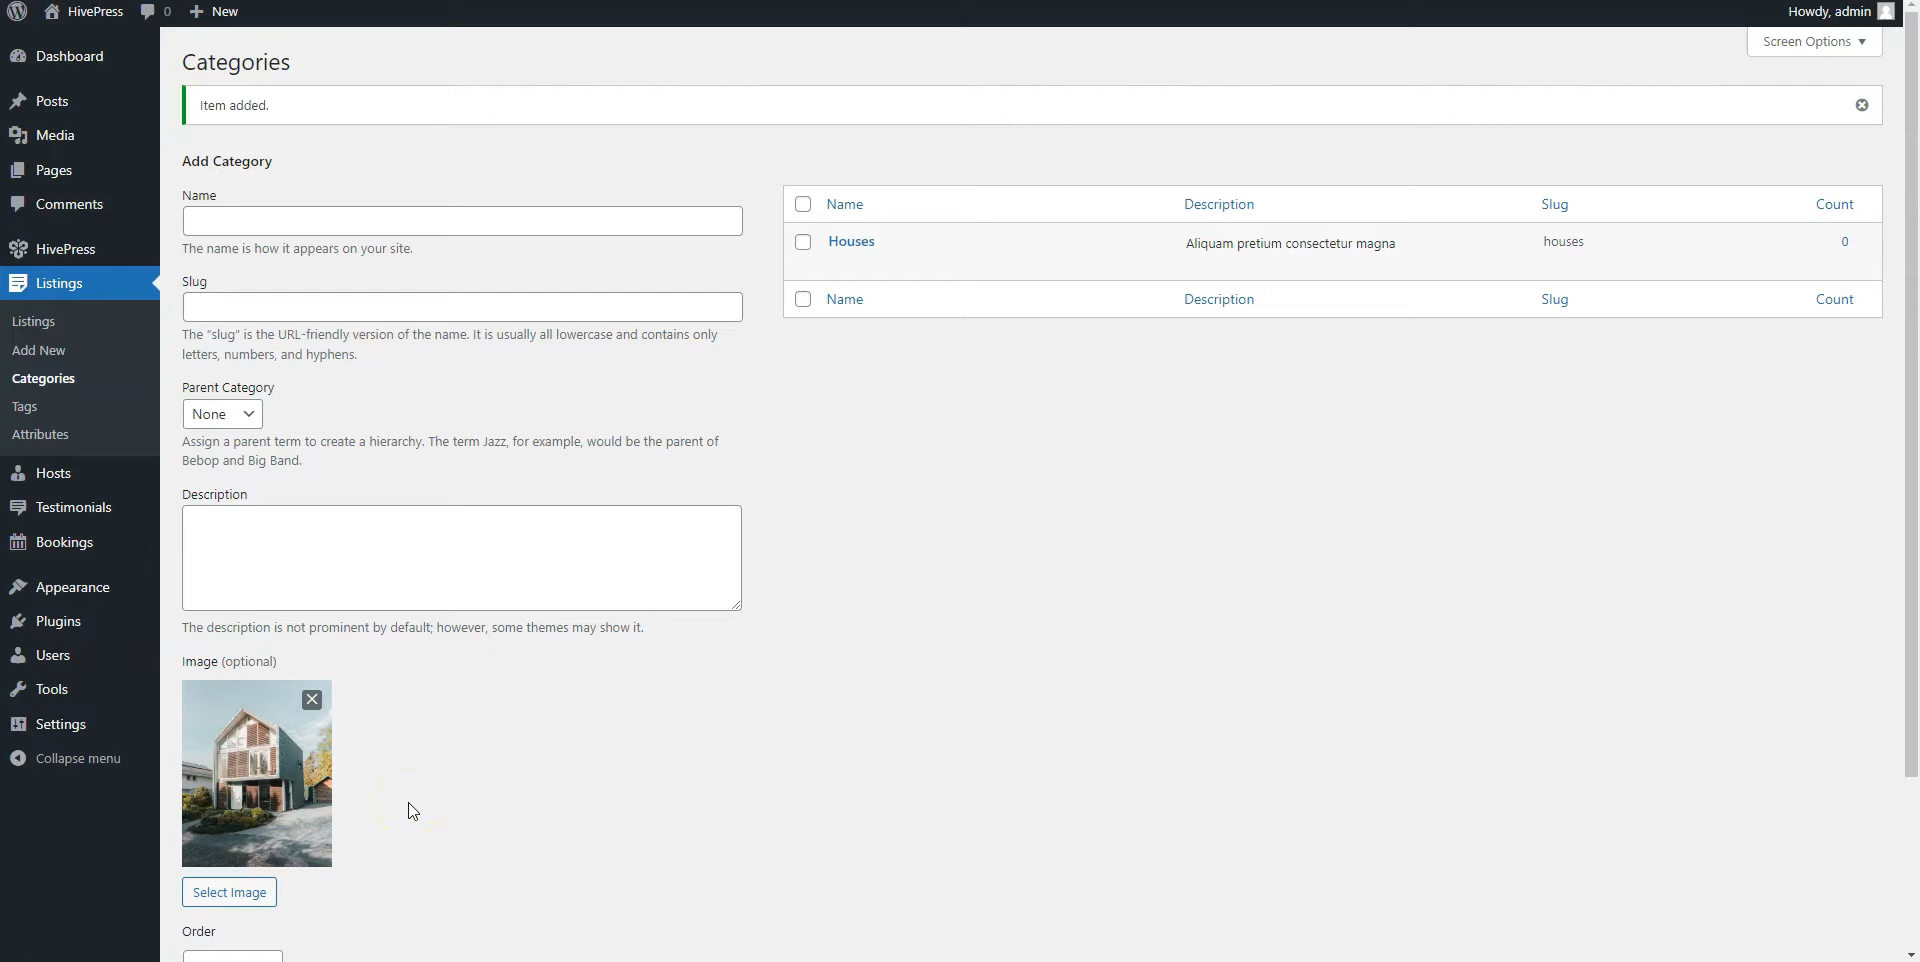 HivePress
0
New
Howdy, admin
Dashboard
Posts
Media
Pages
Comments
HivePress
Listings
Listings
Add New
Categories
Tags
Attributes
Hosts
Testimonials
Bookings
Appearance
Plugins
Users
Tools
Settings
Collapse menu
Screen Options
Categories
Item added.
Add Category
Name
The name is how it appears on your site.
Slug
The “slug” is the URL-friendly version of the name. It is usually all lowercase and contains only
letters, numbers, and hyphens.
Parent Category
None
Assign a parent term to create a hierarchy. The term Jazz, for example, would be the parent of
Bebop and Big Band.
Description
The description is not prominent by default; however, some themes may show it.
Image (optional)
Select Image
Order
Name Description Slug Count
Houses Aliquam pretium consectetur magna houses 0
Name Description Slug Count